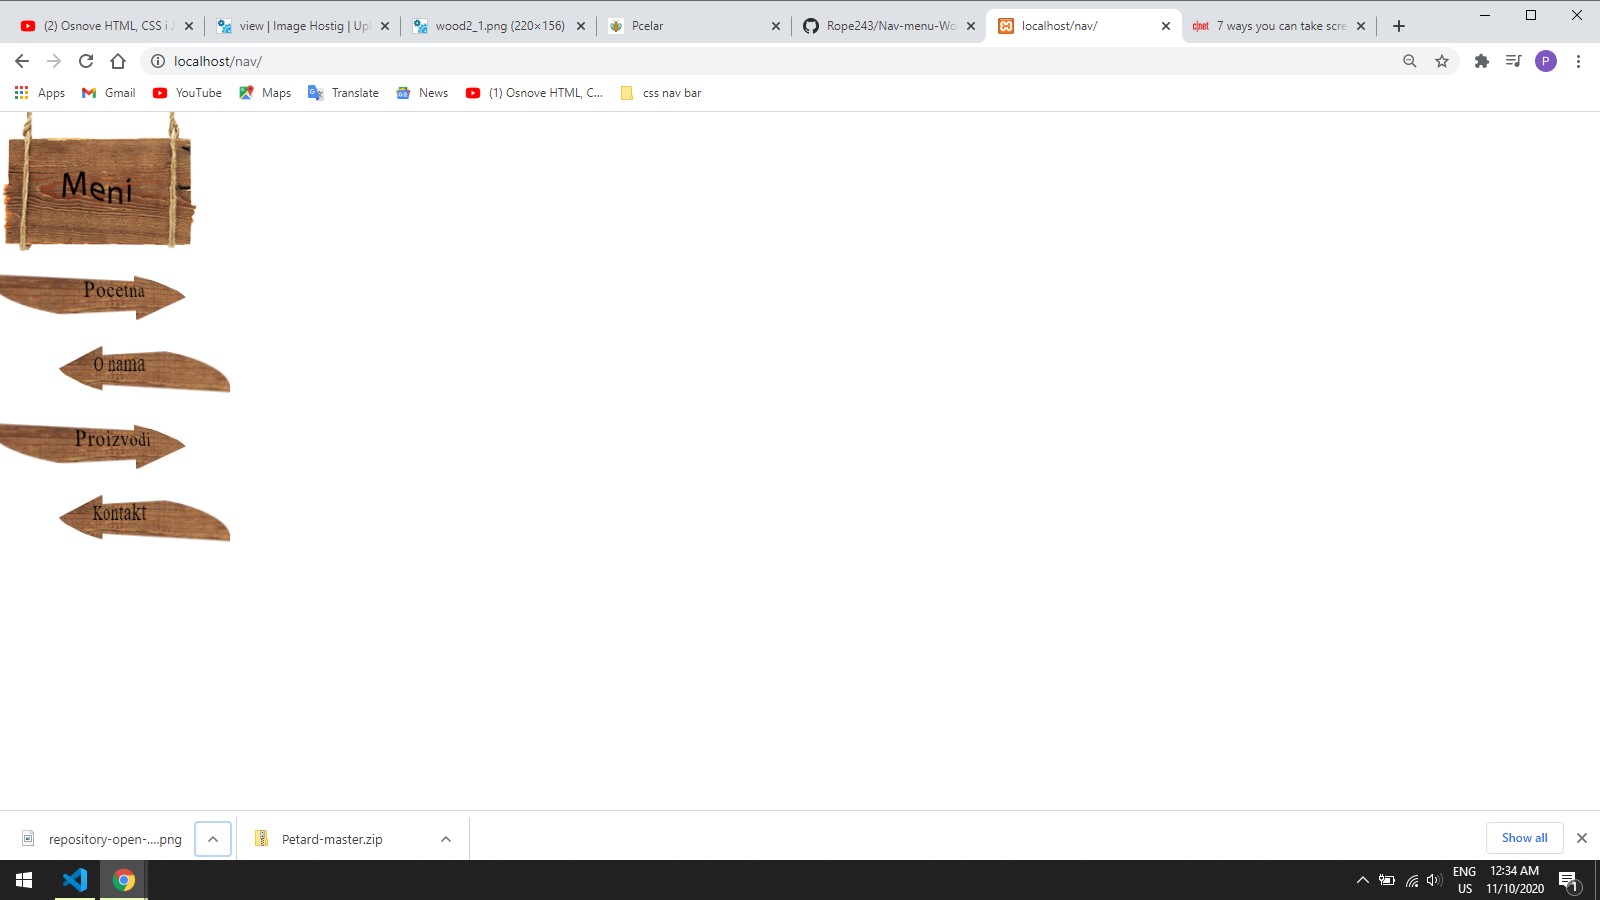 (2) Osnove HTML, CSS i J
view | Image Hostig | Upl
wood2_1.png (220×156)
Pcelar
Rope243/Nav-menu-Wo
localhost/nav/
c|net 7 ways you can take scre
localhost/nav/
P
Apps
Gmail
YouTube
Maps
Translate
News
(1) Osnove HTML, C...
css nav bar
Meni
Pocetna
O nama
Proizvodi
Kontakt
repository-open-....png
Petard-master.zip
Show all
ENG
US
12:34 AM
11/10/2020
1